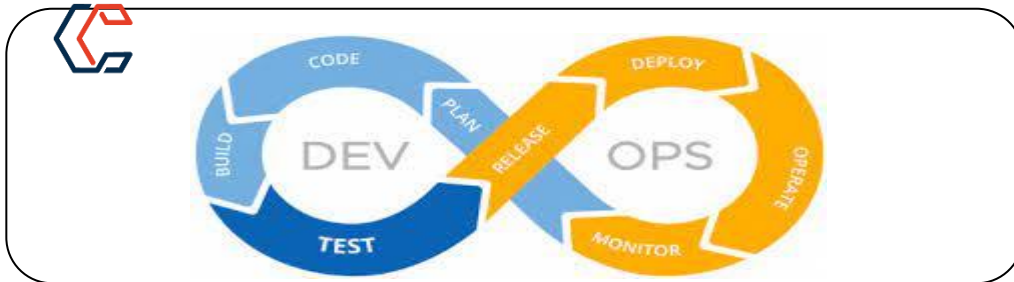 PLAN
CODE
BUILD
TEST
RELEASE
DEPLOY
OPERATE
MONITOR
DEV
OPS